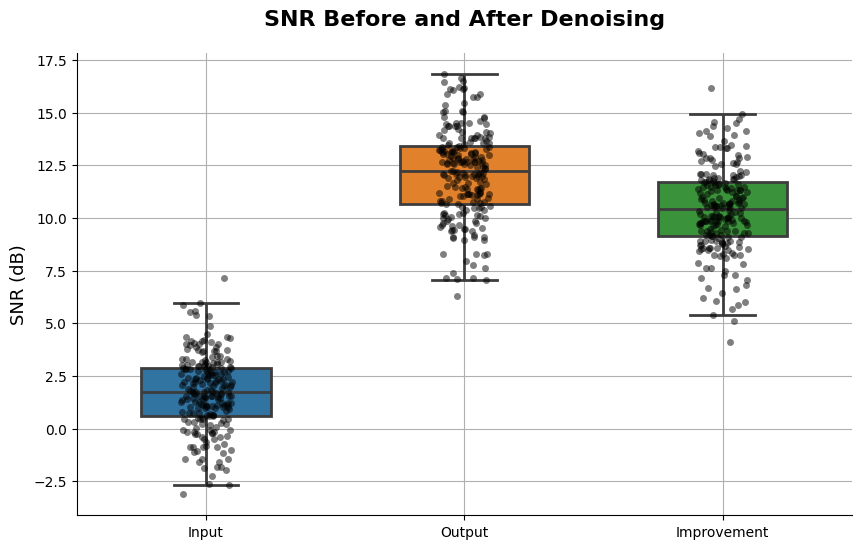 SNR Before and After Denoising
SNR (dB)
17.5
15.0
12.5
10.0
7.5
5.0
2.5
0.0
−2.5
Input
Output
Improvement